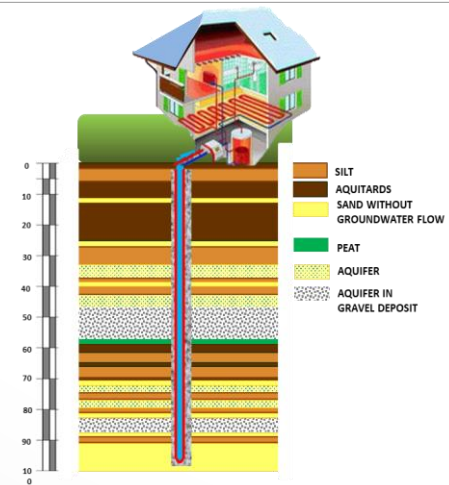 0
10
20
30
40
50
60
70
80
90
10
0
SILT
AQUITARDS
SAND WITHOUT
GROUNDWATER FLOW
PEAT
AQUIFER
AQUIFER IN
GRAVEL DEPOSIT